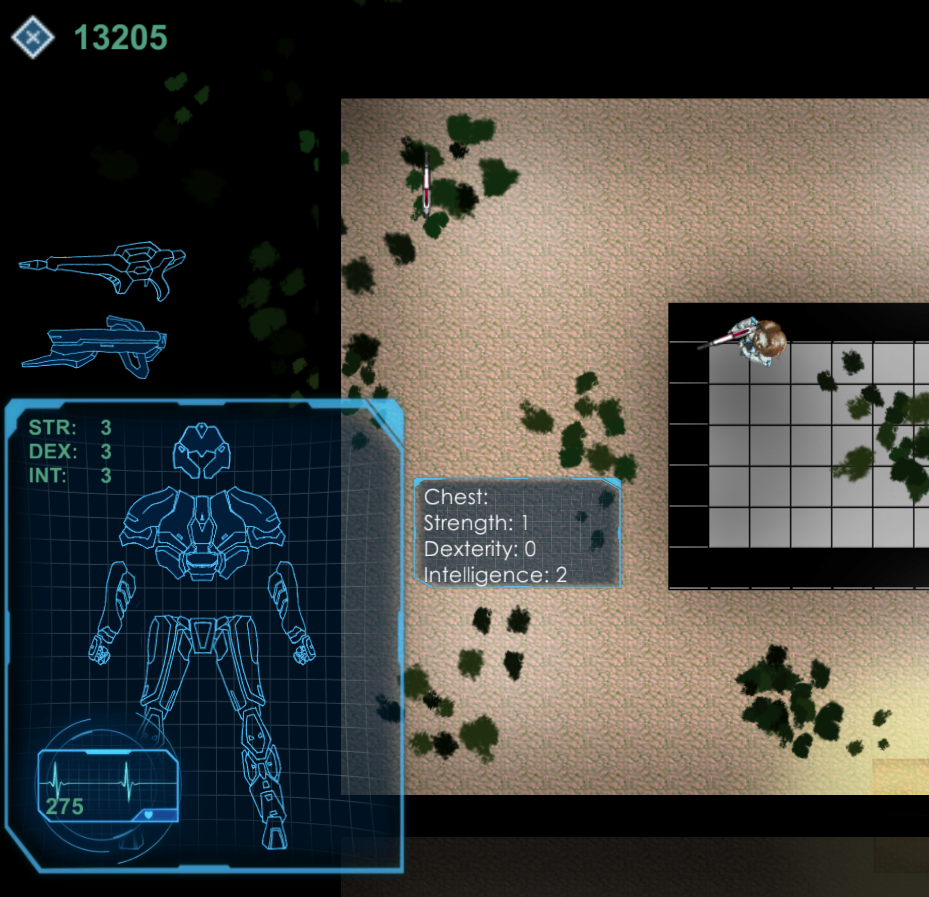 13205
STR: 3
DEX: 3
INT: 3
Chest:
Strength: 1
Dexterity: 0
Intelligence: 2
275